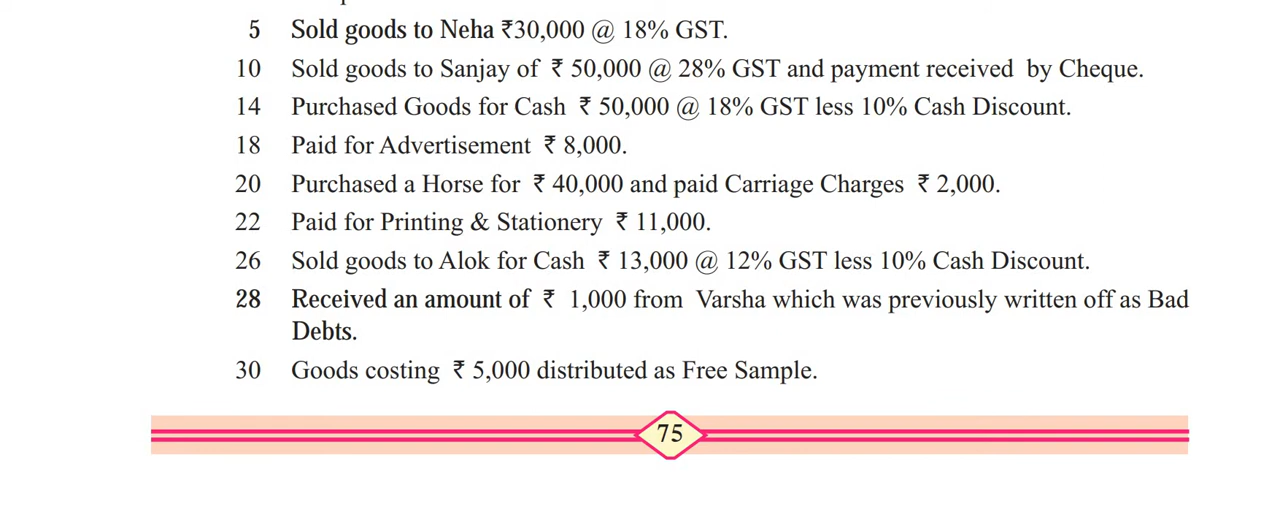 5 Sold goods to Neha ₹30,000 @ 18% GST.
10 Sold goods to Sanjay of ₹ 50,000 @ 28% GST and payment received by Cheque.
14 Purchased Goods for Cash ₹ 50,000 @ 18% GST less 10% Cash Discount.
18 Paid for Advertisement ₹ 8,000.
20 Purchased a Horse for ₹ 40,000 and paid Carriage Charges ₹ 2,000.
22 Paid for Printing & Stationery ₹ 11,000.
26 Sold goods to Alok for Cash ₹ 13,000 @ 12% GST less 10% Cash Discount.
28 Received an amount of ₹ 1,000 from Varsha which was previously written off as Bad
Debts.
30 Goods costing ₹ 5,000 distributed as Free Sample.
75